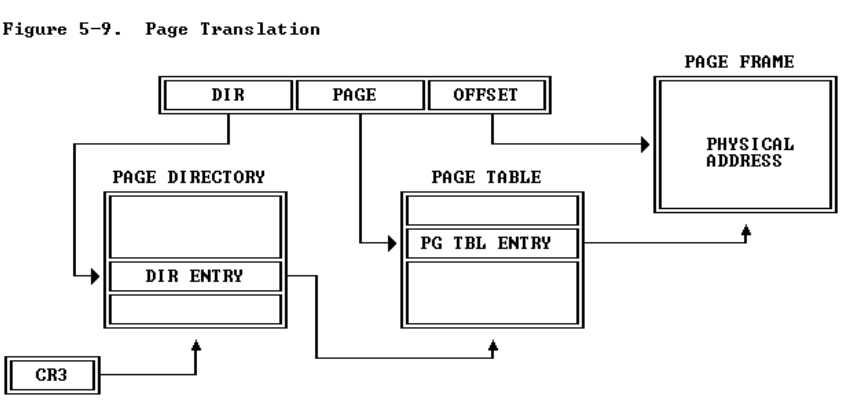 Figure 5-9.  Page Translation
PAGE FRAME
DIR
PAGE
OFFSET
PHYSICAL
ADDRESS
PAGE DIRECTORY
PAGE TABLE
PG TBL ENTRY
DIR ENTRY
CR3